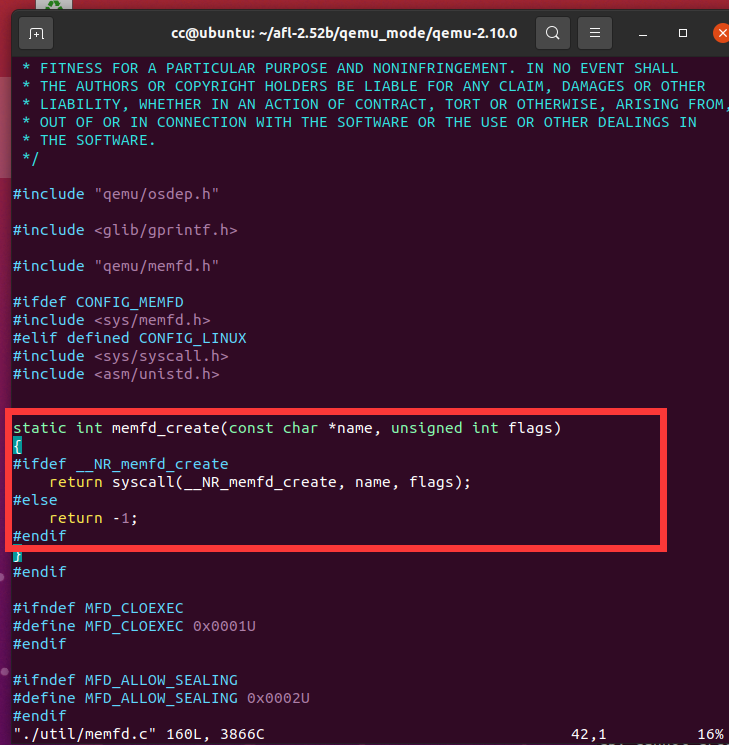 cc@ubuntu: ~/afl-2.52b/qemu_mode/qemu-2.10.0
 * FITNESS FOR A PARTICULAR PURPOSE AND NONINFRINGEMENT. IN NO EVENT SHALL
 * THE AUTHORS OR COPYRIGHT HOLDERS BE LIABLE FOR ANY CLAIM, DAMAGES OR OTHER
 * LIABILITY, WHETHER IN AN ACTION OF CONTRACT, TORT OR OTHERWISE, ARISING FROM,
 * OUT OF OR IN CONNECTION WITH THE SOFTWARE OR THE USE OR OTHER DEALINGS IN
 * THE SOFTWARE.
 */
#include "qemu/osdep.h"
#include <glib/gprintf.h>
#include "qemu/memfd.h"
#ifdef CONFIG_MEMFD
#include <sys/memfd.h>
#elif defined CONFIG_LINUX
#include <sys/syscall.h>
#include <asm/unistd.h>
static int memfd_create(const char *name, unsigned int flags)
{
#ifdef __NR_memfd_create
    return syscall(__NR_memfd_create, name, flags);
#else
    return -1;
#endif
}
#endif
#ifndef MFD_CLOEXEC
#define MFD_CLOEXEC 0x0001U
#endif
#ifndef MFD_ALLOW_SEALING
#define MFD_ALLOW_SEALING 0x0002U
#endif
"./util/memfd.c" 160L, 3866C 42,1 16%